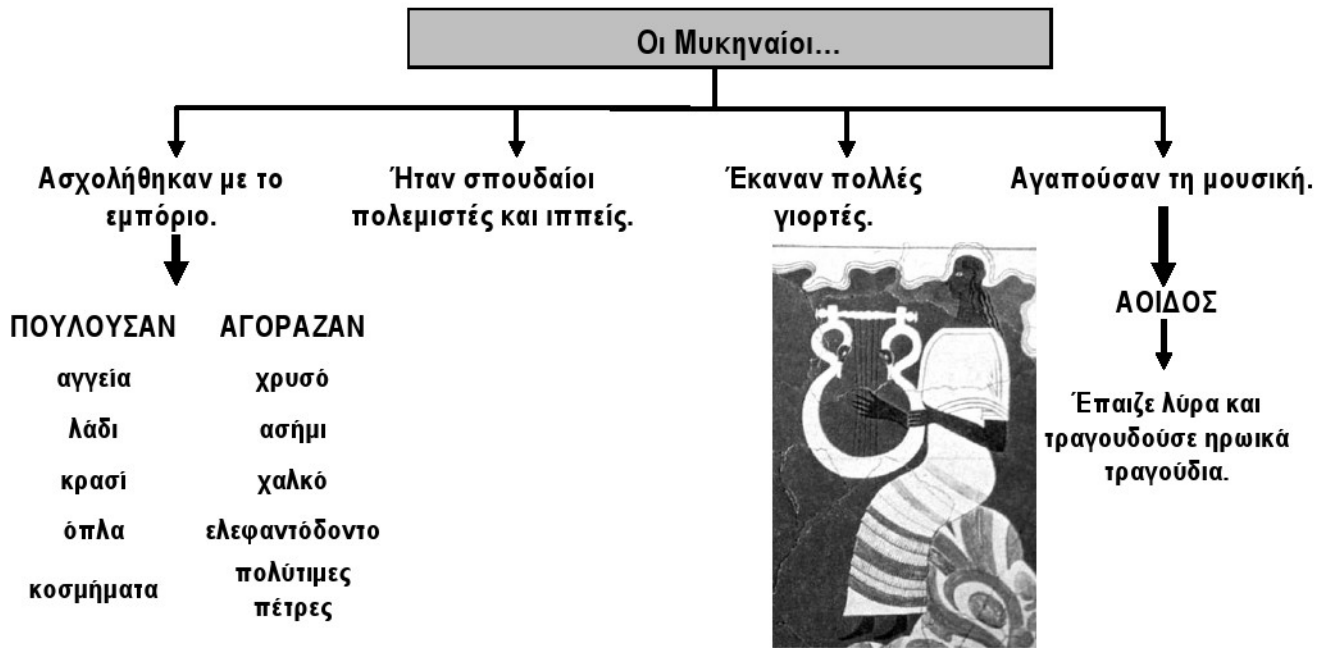 Οι Μυκηναίοι...
Ασχολήθηκαν με το
εμπόριο.
Ήταν σπουδαίοι
πολεμιστές και ιππείς.
Έκαναν πολλές
γιορτές.
Αγαπούσαν τη μουσική.
ΠΟΥΛΟΥΣΑΝ ΑΓΟΡΑΖΑΝ
αγγεία χρυσό
λάδι ασήμι
κρασί χαλκό
όπλα ελεφαντόδοντο
κοσμήματα πολύτιμες
πέτρες
ΑΟΙΔΟΣ
Έπαιζε λύρα και
τραγουδούσε ηρωικά
τραγούδια.